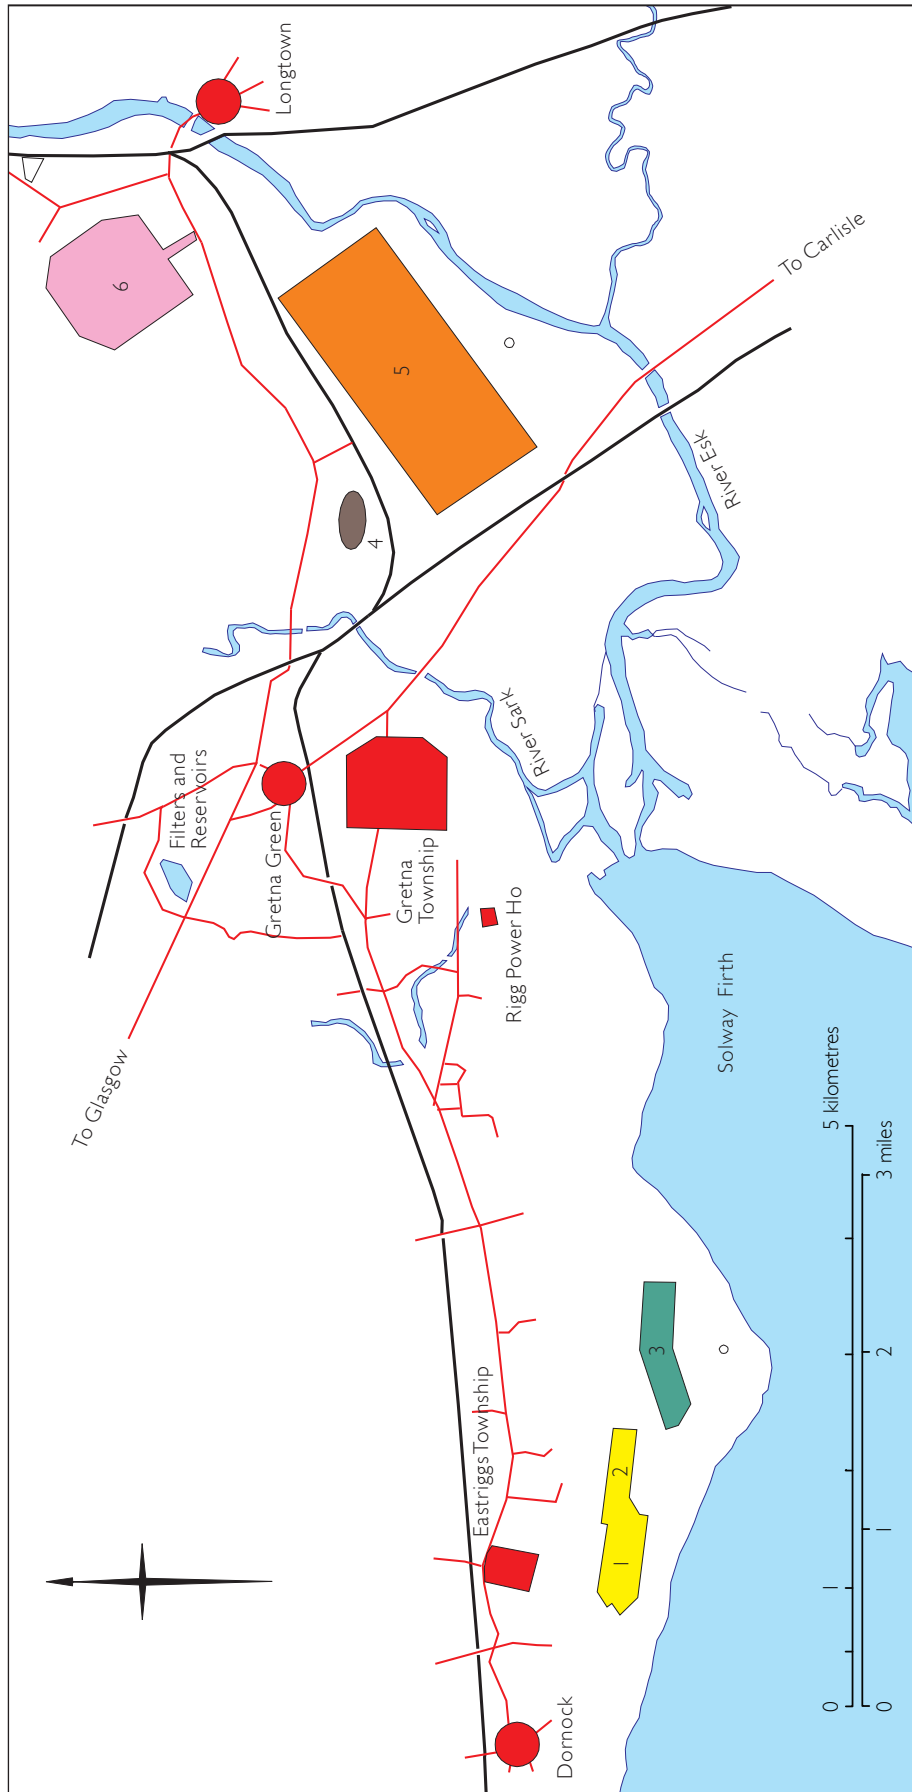 Longtown
6
To Carlisle
5
River Esk
4
River Sark
Filters and
Reservoirs
Gretna Green
Gretna
Township
Rigg Power Ho
To Glasgow
Solway Firth
Eastriggs Township
3
2
1
Dornock
0 1 5 kilometres
0 1 2 3 miles